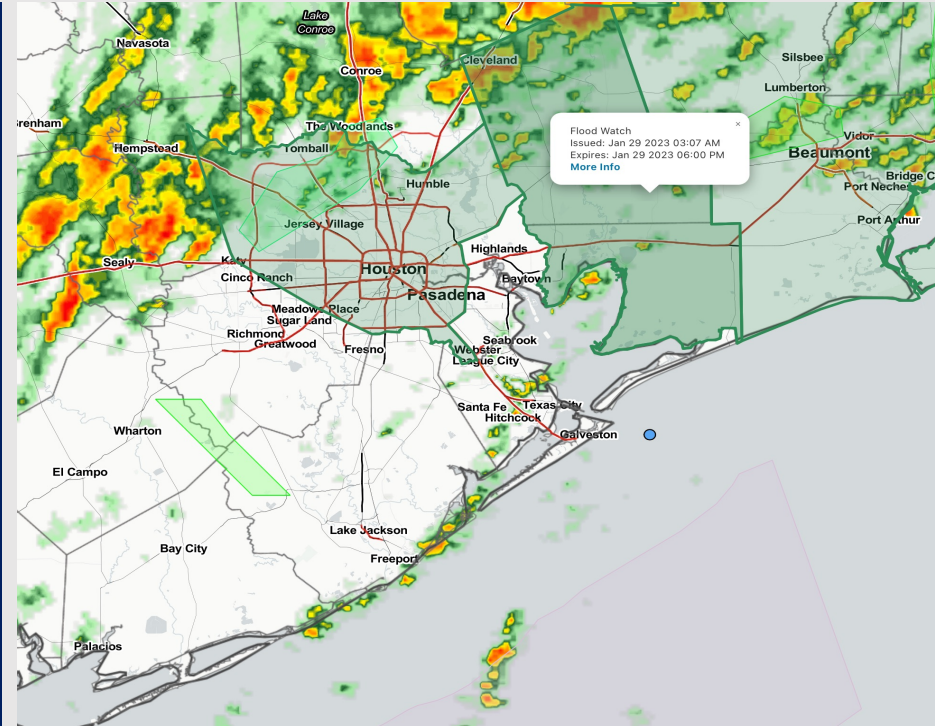 Lake
Conroe
Navasota
Cleveland
Silsbee
Conroe
Lumberton
renham
The Woodlands
Flood Watch
×
Issued: Jan 29 2023 03:07 AM
Expires: Jan 29 2023 06:00 PM
More Info
Vidor
Hempstead
Tomball
Beaumont
Bridge C
Humble
Port Neches
Jersey Village
Port Arthur
Highlands
Sealy
Katy
Houston
Cinco Ranch
Baytown
Pasadena
Meadows Place
Sugar Land
Richmond
Greatwood
Fresno
Seabrook
Webster
League City
Santa Fe
Texas City
Hitchcock
Wharton
Galveston
El Campo
Lake Jackson
Bay City
Freeport
Palacios